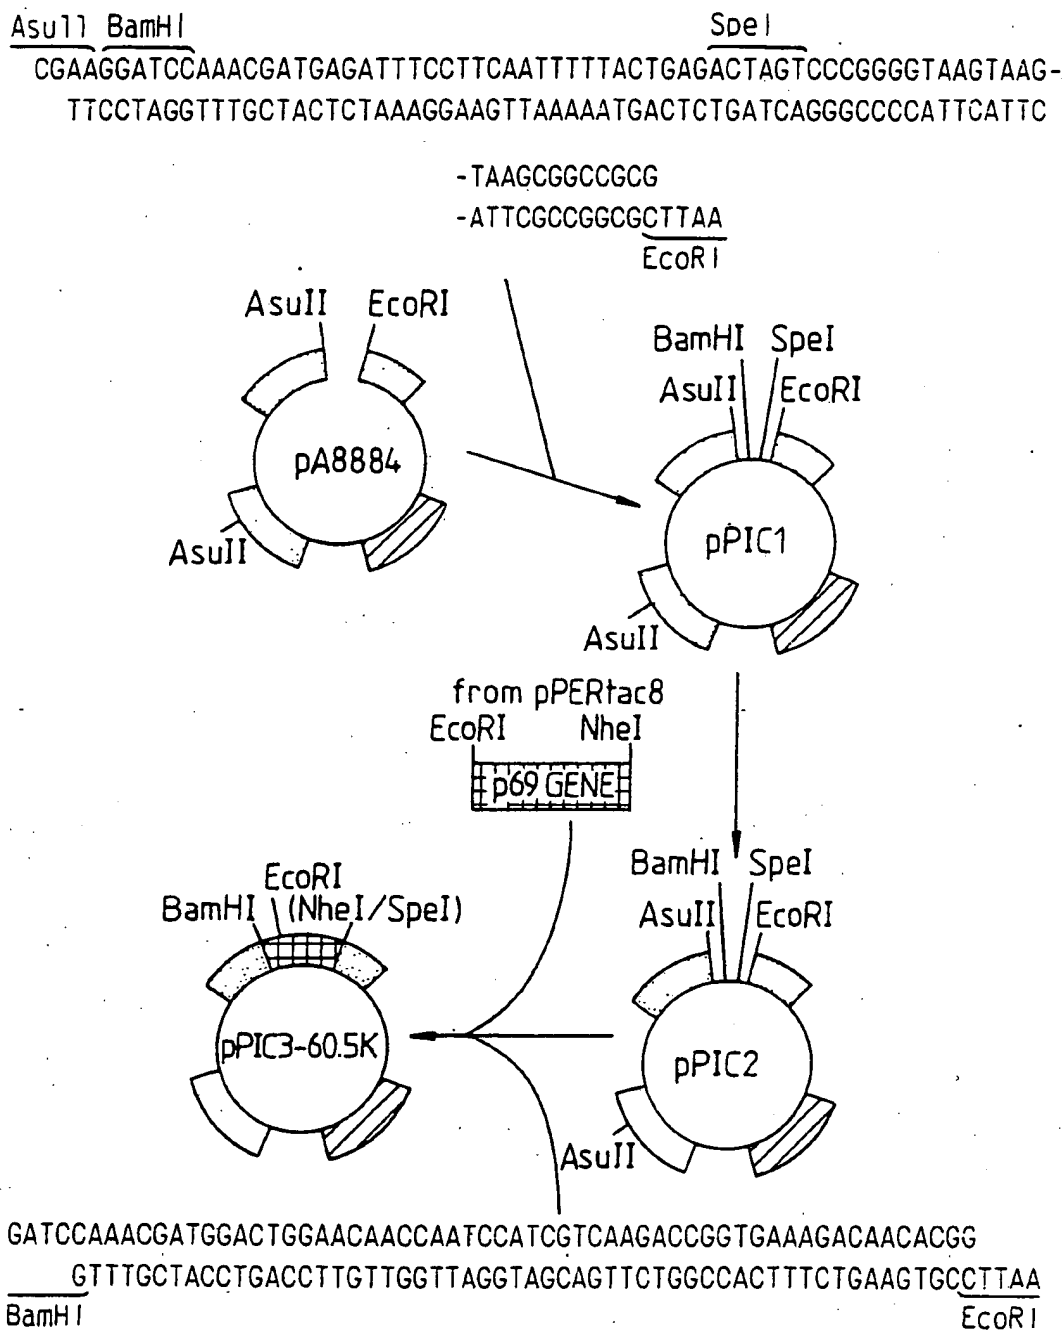 Asu11 BamHI SpeI
CGAAGGATCCAAACGATGAGATTTCCTTCAATTTTTACTGAGACTAGTCCCGGGGTAAGTAAG-
TTCCTAGGTTTGCTACTCTAAAGGAAGTTAAAAATGACTCTGATCAGGGCCCCATTCATTC
-TAAGCGGCCGCG
-ATTCGCCGGCGCTTAA
EcoRI
AsuII EcoRI
pA8884
AsuII
BamHI SpeI
AsuII EcoRI
pPIC1
AsuII
from pPERtac8
EcoRI NheI
p69 GENE
BamHI SpeI
AsuII EcoRI
pPIC2
AsuII
EcoRI
BamHI (NheI/SpeI)
pPIC3-60.5K
GATCCAAACGATGGACTGGAACAACCAATCCATCGTCAAGACCGGTGAAAGACAACACGG
GTTTGCTACCTGACCTTGTTGGTTAGGTAGCAGTTCTGGCCACTTTCTGAAGTGCCTTAA
BamHI EcoRI